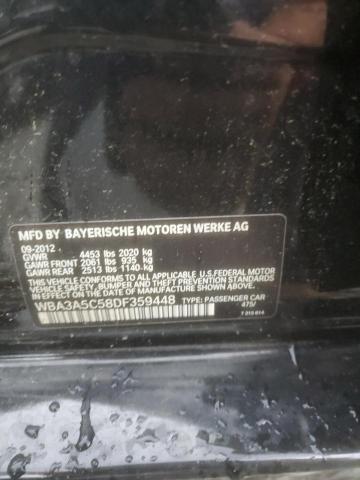 MFD BY BAYERISCHE MOTOREN WERKE AG
09-2012
GVWR 4453 lbs 2020 kg
GAWR FRONT 2061 lbs 935 kg
GAWR REAR 2513 lbs 1140 kg
THIS VEHICLE CONFORMS TO ALL APPLICABLE U.S.FEDERAL MOTOR
VEHICLE SAFETY, BUMPER AND THEFT PREVENTION STANDARDS IN
EFFECT ON THE DATE OF MANUFACTURE SHOWN ABOVE.
WBA3A5C58DF359448 TYPE: PASSENGER CAR
475/